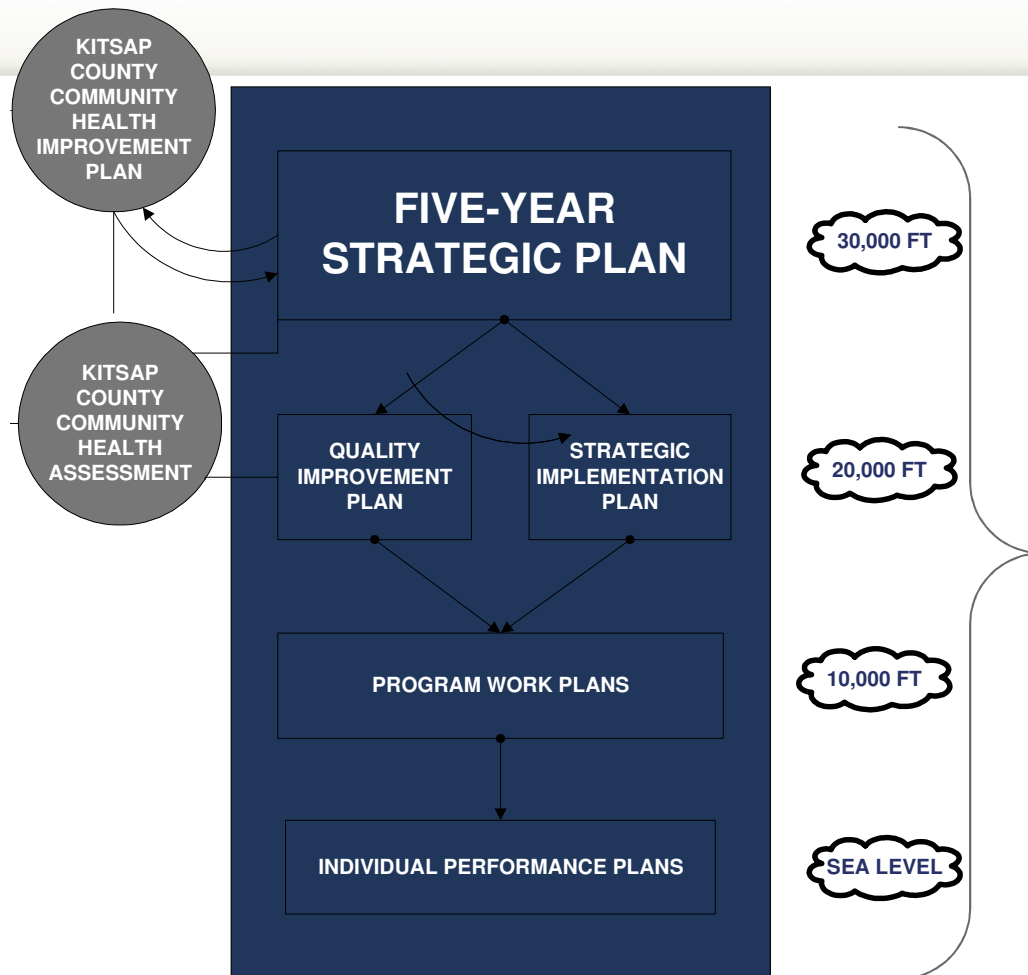 KITSAP
COUNTY
COMMUNITY
HEALTH
IMPROVEMENT
PLAN
FIVE-YEAR
STRATEGIC PLAN
30,000 FT
KITSAP
COUNTY
COMMUNITY
HEALTH
ASSESSMENT
QUALITY
IMPROVEMENT
PLAN
STRATEGIC
IMPLEMENTATION
PLAN
20,000 FT
PROGRAM WORK PLANS
10,000 FT
INDIVIDUAL PERFORMANCE PLANS
SEA LEVEL